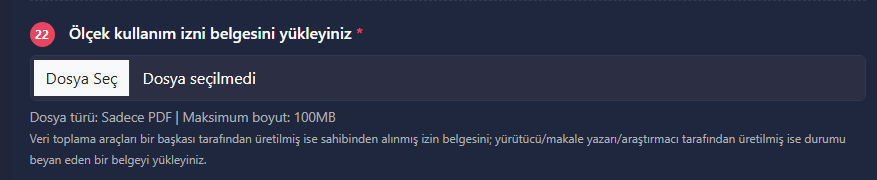 22 Ölçek kullanım izni belgesini yükleyiniz *
Dosya Seç Dosya seçilmedi
Dosya türü: Sadece PDF | Maksimum boyut: 100MB
Veri toplama araçları bir başkası tarafından üretilmiş ise sahibinden alınmış izin belgesini; yürütücü/makale yazarı/araştırmacı tarafından üretilmiş ise durumu
beyan eden bir belgeyi yükleyiniz.